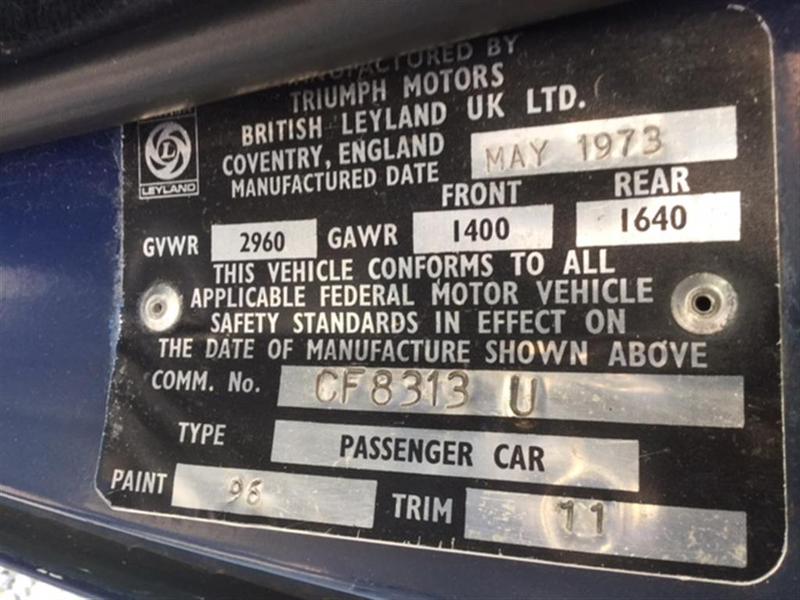 MANUFACTURED BY
TRIUMPH MOTORS
BRITISH LEYLAND UK LTD.
COVENTRY, ENGLAND
MANUFACTURED DATE MAY 1973
L
LEYLAND
FRONT REAR
GVWR 2960 GAWR 1400 1640
THIS VEHICLE CONFORMS TO ALL
APPLICABLE FEDERAL MOTOR VEHICLE
SAFETY STANDARDS IN EFFECT ON
THE DATE OF MANUFACTURE SHOWN ABOVE
COMM. No. CF8313 U
TYPE PASSENGER CAR
PAINT 96 TRIM 11